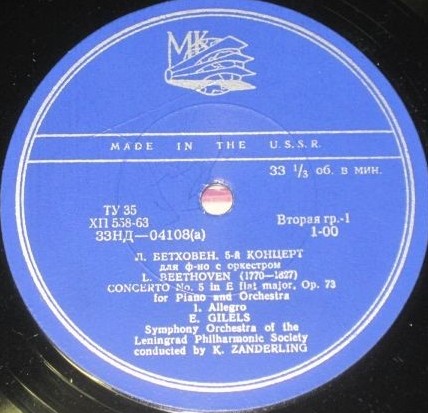 МК
MADE IN THE U.S.S.R.
33 1/3 об. в мин.
ТУ 35
ХП 558-63
33НД—04108(а)
Вторая гр.-1
1-00
Л. БЕТХОВЕН. 5-й КОНЦЕРТ
для ф-но с оркестром
L. BEETHOVEN (1770—1827)
CONCERTO No. 5 in E flat major, Op. 73
for Piano and Orchestra
1. Allegro
E. GILELS
Symphony Orchestra of the
Leningrad Philharmonic Society
conducted by K. ZANDERLING